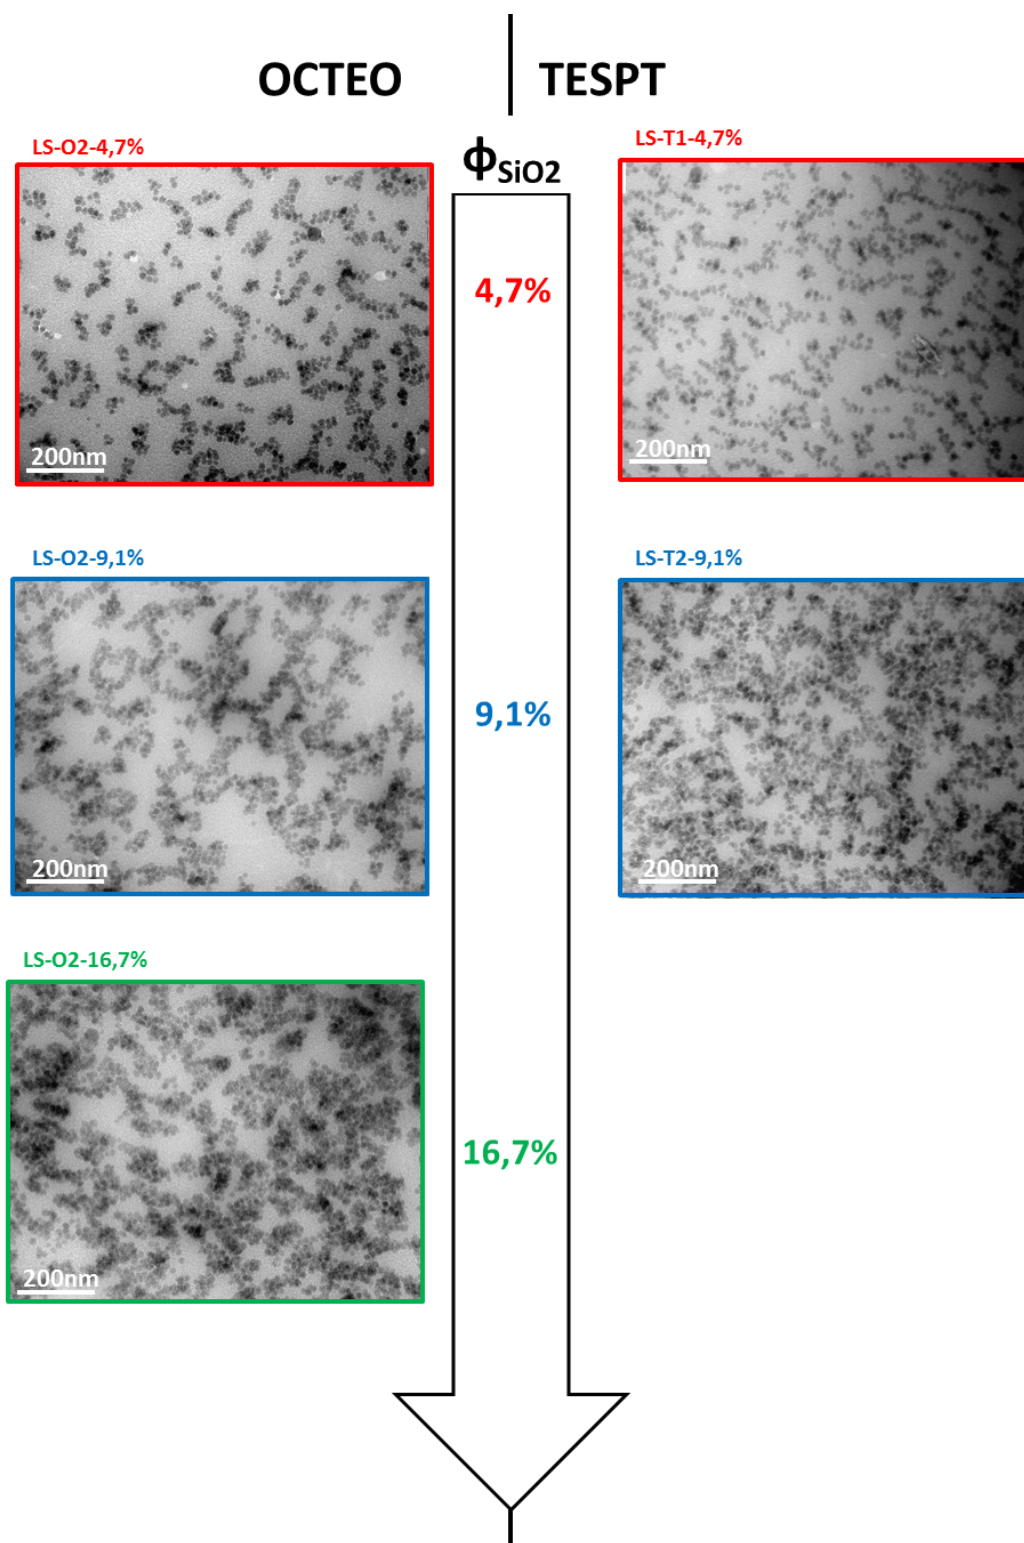 OCTEO
TESPT
LS-O2-4,7%
LS-T1-4,7%
ϕSiO2
4,7%
200nm
200nm
LS-O2-9,1%
LS-T2-9,1%
9,1%
200nm
200nm
LS-O2-16,7%
16,7%
200nm